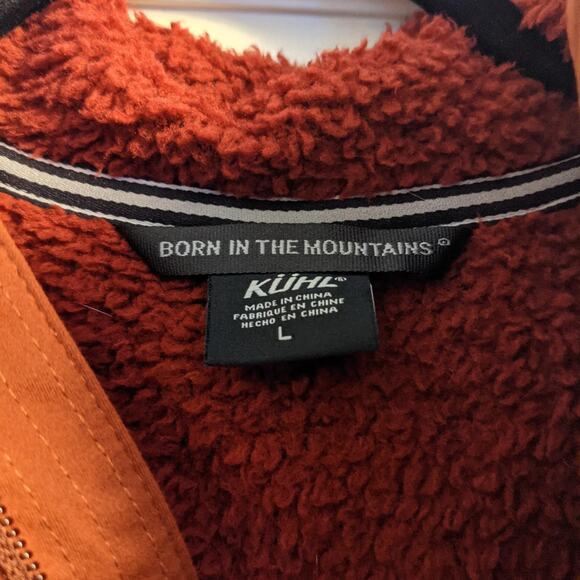 BORN IN THE MOUNTAINS®
KÜHL®
MADE IN CHINA
FABRIQUE EN CHINE
HECHO EN CHINA
L